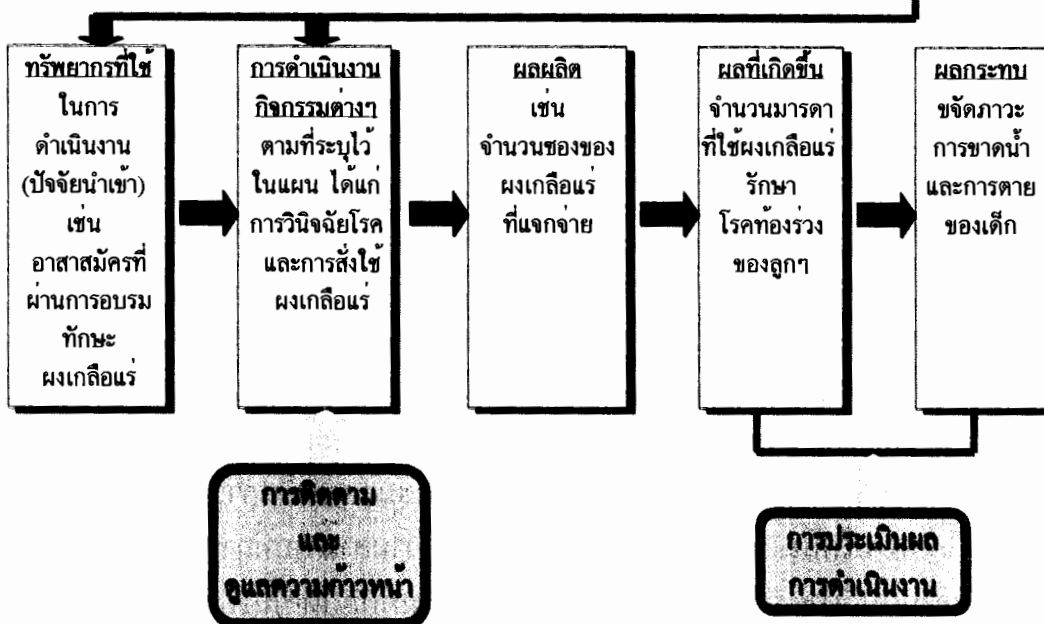 ทรัพยากรที่ใช้
ในการ
ดำเนินงาน
(ปัจจัยนำเข้า)
เช่น
อาสาสมัครที่
ผ่านการอบรม
ทักษะ
ผงเกลือแร่
การดำเนินงาน
กิจกรรมต่างๆ
ตามที่ระบุไว้
ในแผน ได้แก่
การวินิจฉัยโรค
และการสั่งใช้
ผงเกลือแร่
ผลผลิต
เช่น
จำนวนซองของ
ผงเกลือแร่
ที่แจกจ่าย
ผลที่เกิดขึ้น
จำนวนมารดา
ที่ใช้ผงเกลือแร่
รักษา
โรคท้องร่วง
ของลูกๆ
ผลกระทบ
ขจัดภาวะ
การขาดน้ำ
และการตาย
ของเด็ก
การติดตาม
และ
ดูแลความก้าวหน้า
การประเมินผล
การดำเนินงาน